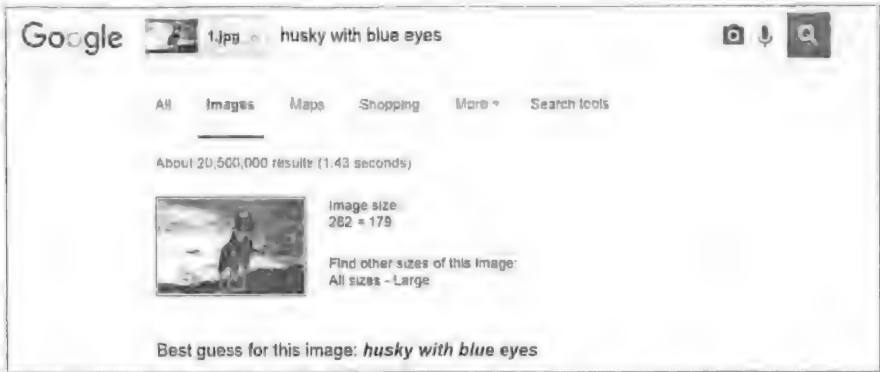 Google 1.jpg husky with blue eyes
All Images Maps Shopping More Search tools
About 20,500,000 results (1.43 seconds)
Image size
282 × 179
Find other sizes of this image:
All sizes - Large
Best guess for this image: husky with blue eyes